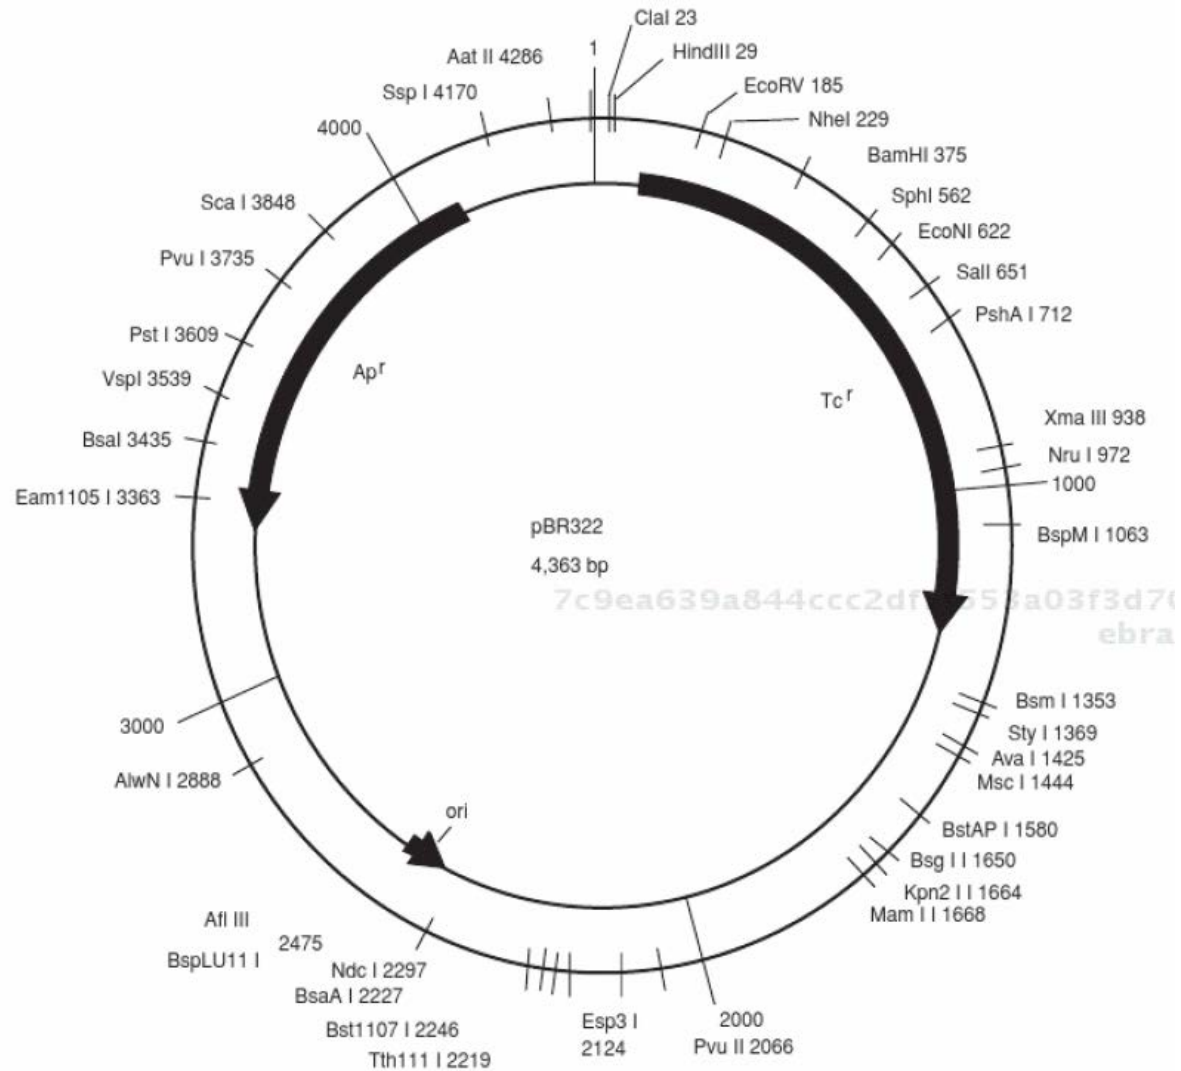 ClaI 23
1
HindIII 29
Aat II 4286
EcoRV 185
Ssp I 4170
NheI 229
4000
BamHI 375
SphI 562
Sca I 3848
EcoNI 622
Pvu I 3735
SalI 651
PshA I 712
Pst I 3609
Ap r
VspI 3539
Tc r
Xma III 938
BsaI 3435
Nru I 972
1000
Eam1105 I 3363
pBR322
BspM I 1063
4,363 bp
7c9ea639a844ccc2df 553a03f3d7
ebra
Bsm I 1353
3000
Sty I 1369
Ava I 1425
AlwN I 2888
Msc I 1444
ori
BstAP I 1580
Bsg I I 1650
Kpn2 I I 1664
Mam I I 1668
Afl III
2475
BspLU11 I
Ndc I 2297
BsaA I 2227
Esp3 I
2000
Bst1107 I 2246
2124
Pvu II 2066
Tth111 I 2219